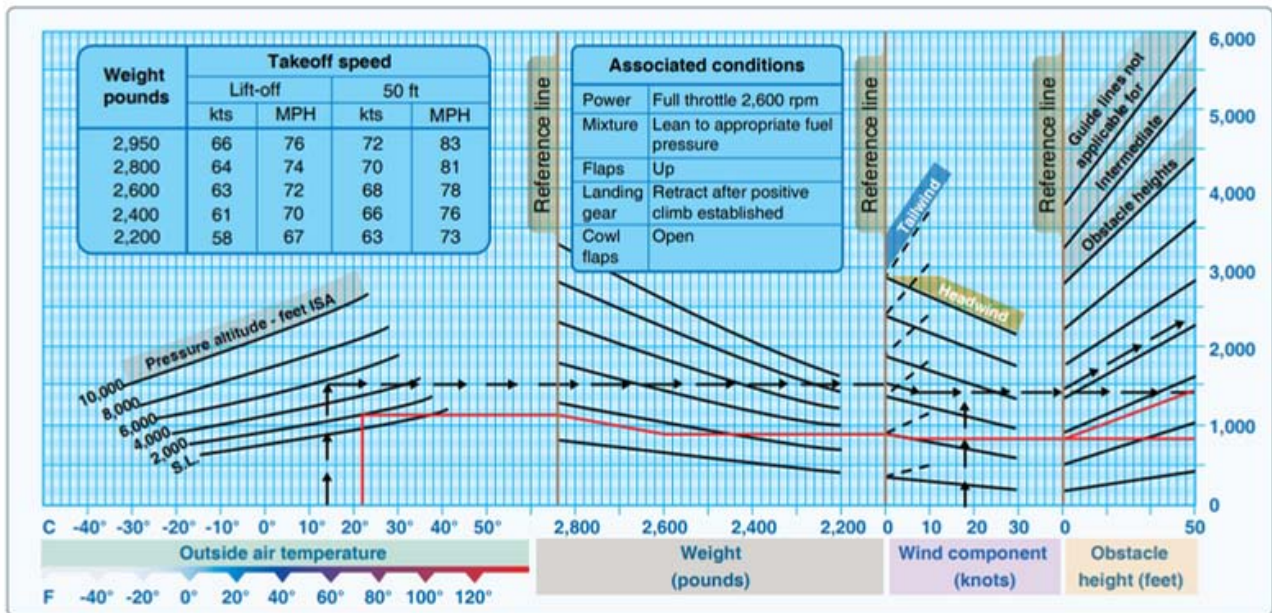 Weight pounds | Takeoff speed
Lift-off | 50 ft
kts | MPH | kts | MPH
2,950 | 66 | 76 | 72 | 83
2,800 | 64 | 74 | 70 | 81
2,600 | 63 | 72 | 68 | 78
2,400 | 61 | 70 | 66 | 76
2,200 | 58 | 67 | 63 | 73
Reference line
Associated conditions
Power | Full throttle 2,600 rpm
Mixture | Lean to appropriate fuel
pressure
Flaps | Up
Landing | Retract after positive
gear | climb established
Cowl | Open
flaps
Reference line
Tailwind
Headwind
Reference line
Guide lines not
applicable for
Intermediate
Obstacle heights
6,000
5,000
4,000
3,000
2,000
1,000
0
Pressure altitude - feet ISA
10,000
8,000
6,000
4,000
2,000
S.L.
C -40° -30° -20° -10° 0° 10° 20° 30° 40° 50° 2,800 2,600 2,400 2,200 0 10 20 30 0 50
Outside air temperature
F -40° -20° 0° 20° 40° 60° 80° 100° 120°
Weight
(pounds)
Wind component
(knots)
Obstacle
height (feet)